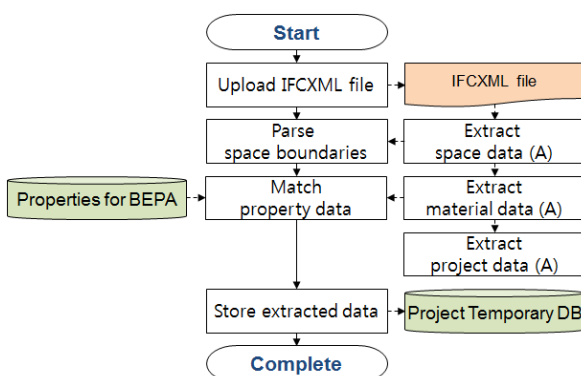 Start
Upload IFCXML file
IFCXML file
Parse
space boundaries
Extract
space data (A)
Properties for BEPA
Match
property data
Extract
material data (A)
Extract
project data (A)
Store extracted data
Project Temporary DB
Complete